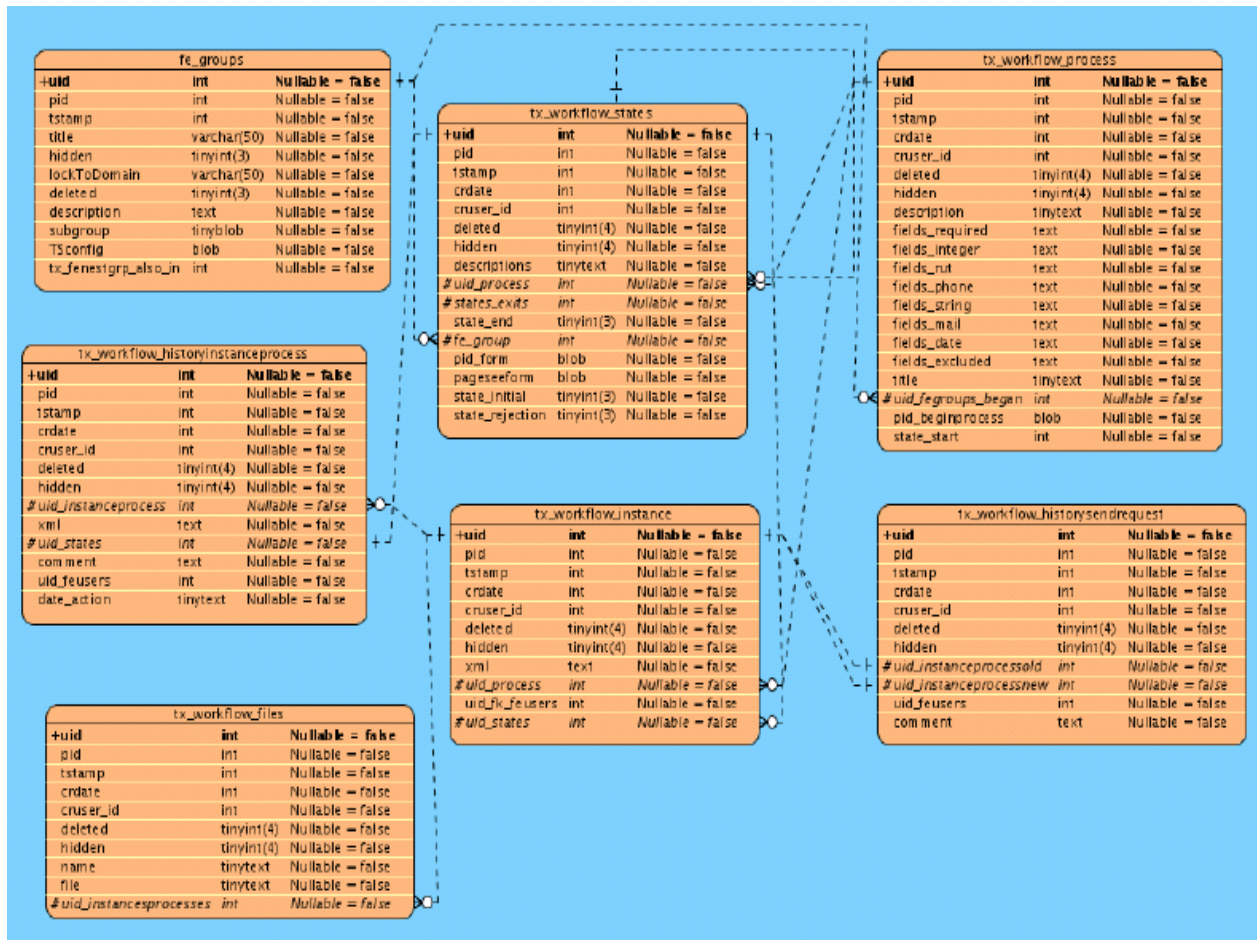 fe_groups
+uid int Nullable = false
pid int Nullable = false
tstamp int Nullable = false
title varchar(50) Nullable = false
hidden tinyint(3) Nullable = false
lockToDomain varchar(50) Nullable = false
deleted tinyint(3) Nullable = false
description text Nullable = false
subgroup tinyblob Nullable = false
TSconfig blob Nullable = false
tx_fenestgrp_also_in int Nullable = false
tx_workflow_states
+uid int Nullable = false
pid int Nullable = false
tstamp int Nullable = false
crdate int Nullable = false
cruser_id int Nullable = false
deleted tinyint(4) Nullable = false
hidden tinyint(4) Nullable = false
descriptions tinytext Nullable = false
#uid_process int Nullable = false
#states_exits int Nullable = false
state_end tinyint(3) Nullable = false
#fe_group int Nullable = false
pid_form blob Nullable = false
pageseeform blob Nullable = false
state_initial tinyint(3) Nullable = false
state_rejection tinyint(3) Nullable = false
tx_workflow_process
+uid int Nullable = false
pid int Nullable = false
tstamp int Nullable = false
crdate int Nullable = false
cruser_id int Nullable = false
deleted tinyint(4) Nullable = false
hidden tinyint(4) Nullable = false
description tinytext Nullable = false
fields_required text Nullable = false
fields_integer text Nullable = false
fields_rut text Nullable = false
fields_phone text Nullable = false
fields_string text Nullable = false
fields_mail text Nullable = false
fields_date text Nullable = false
fields_excluded text Nullable = false
title tinytext Nullable = false
#uid_fegroups_began int Nullable = false
pid_beginprocess blob Nullable = false
state_start int Nullable = false
tx_workflow_historyinstanceprocess
+uid int Nullable = false
pid int Nullable = false
tstamp int Nullable = false
crdate int Nullable = false
cruser_id int Nullable = false
deleted tinyint(4) Nullable = false
hidden tinyint(4) Nullable = false
#uid_instanceprocess int Nullable = false
xml text Nullable = false
#uid_states int Nullable = false
comment text Nullable = false
uid_feusers int Nullable = false
date_action tinytext Nullable = false
tx_workflow_instance
+uid int Nullable = false
pid int Nullable = false
tstamp int Nullable = false
crdate int Nullable = false
cruser_id int Nullable = false
deleted tinyint(4) Nullable = false
hidden tinyint(4) Nullable = false
xml text Nullable = false
#uid_process int Nullable = false
uid_fk_feusers int Nullable = false
#uid_states int Nullable = false
tx_workflow_historysendrequest
+uid int Nullable = false
pid int Nullable = false
tstamp int Nullable = false
crdate int Nullable = false
cruser_id int Nullable = false
deleted tinyint(4) Nullable = false
hidden tinyint(4) Nullable = false
#uid_instanceprocessold int Nullable = false
#uid_instanceprocessnew int Nullable = false
uid_feusers int Nullable = false
comment text Nullable = false
tx_workflow_files
+uid int Nullable = false
pid int Nullable = false
tstamp int Nullable = false
crdate int Nullable = false
cruser_id int Nullable = false
deleted tinyint(4) Nullable = false
hidden tinyint(4) Nullable = false
name tinytext Nullable = false
file tinytext Nullable = false
#uid_instancesprocesses int Nullable = false